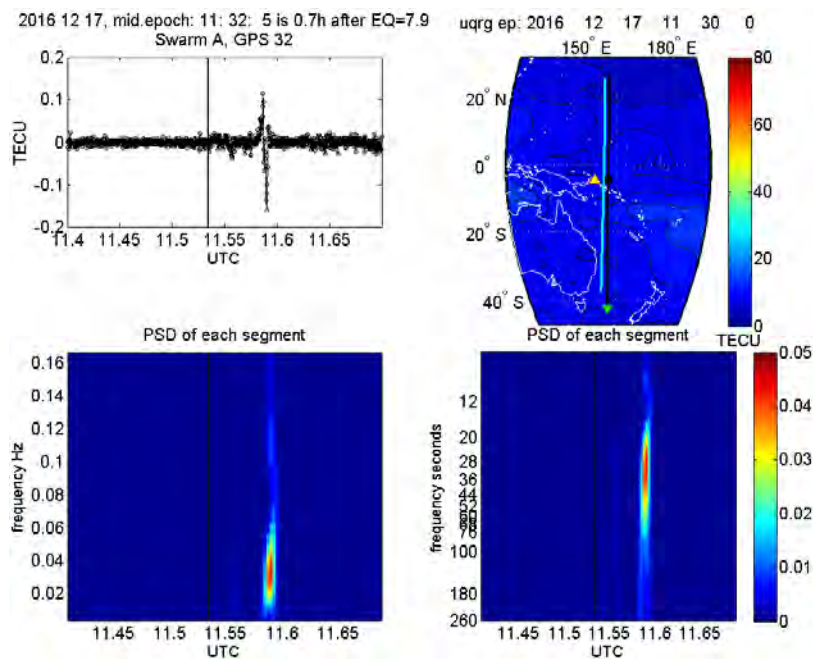 2016 12 17, mid.epoch: 11: 32: 5 is 0.7h after EQ=7.9
Swarm A, GPS 32
0.2
0.1
0
-0.1
-0.2
TECU
11.4 11.45 11.5 11.55 11.6 11.65
UTC
uqrg ep: 2016 12 17 11 30 0
150° E 180° E
20° N
0°
20° S
40° S
80
60
40
20
0
TECU
PSD of each segment
0.16
0.14
0.12
0.1
0.08
0.06
0.04
0.02
frequency Hz
11.45 11.5 11.55 11.6 11.65
UTC
PSD of each segment
12
20
28
36
44
52
60
76
100
180
260
frequency seconds
11.45 11.5 11.55 11.6 11.65
UTC
0.05
0.04
0.03
0.02
0.01
0